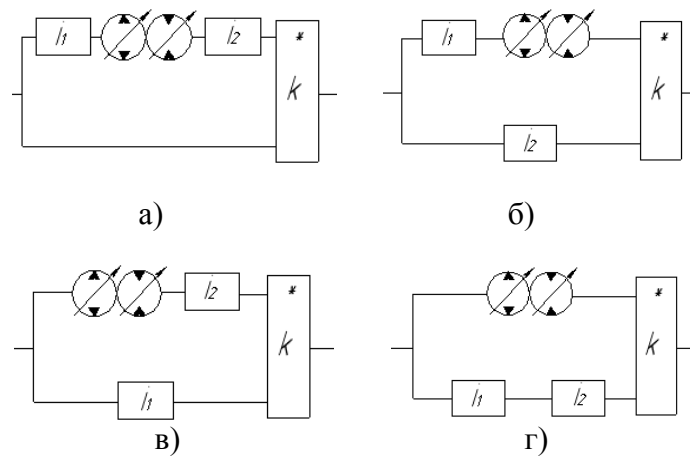 i1 i2 * k
а)
i1 * k
i2
б)
i2 * k
i1
в)
* k
i1 i2
г)